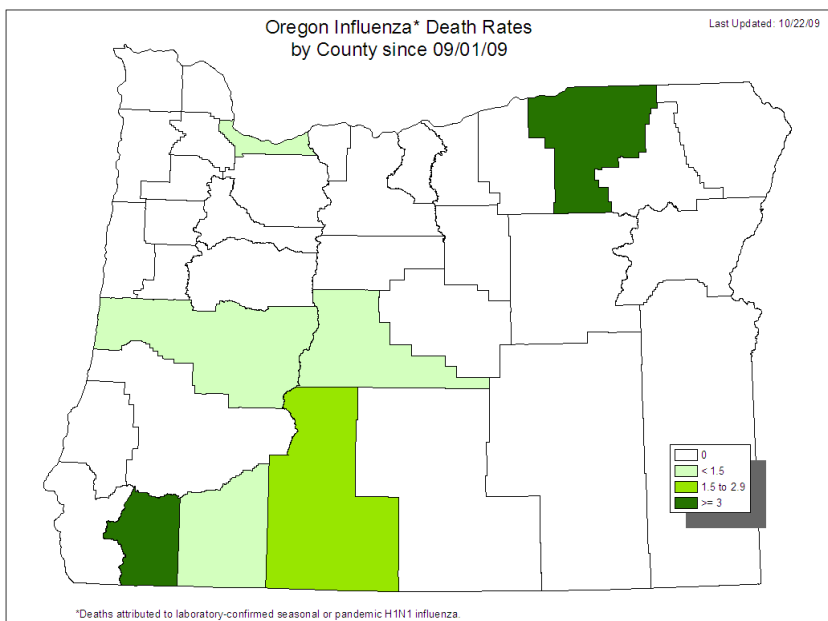 Oregon Influenza* Death Rates
by County since 09/01/09
Last Updated: 10/22/09
0
< 1.5
1.5 to 2.9
>= 3
*Deaths attributed to laboratory-confirmed seasonal or pandemic H1N1 influenza.